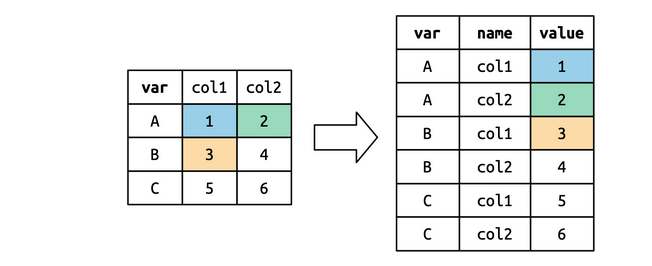 var col1 col2
A 1 2
B 3 4
C 5 6
var name value
A col1 1
A col2 2
B col1 3
B col2 4
C col1 5
C col2 6